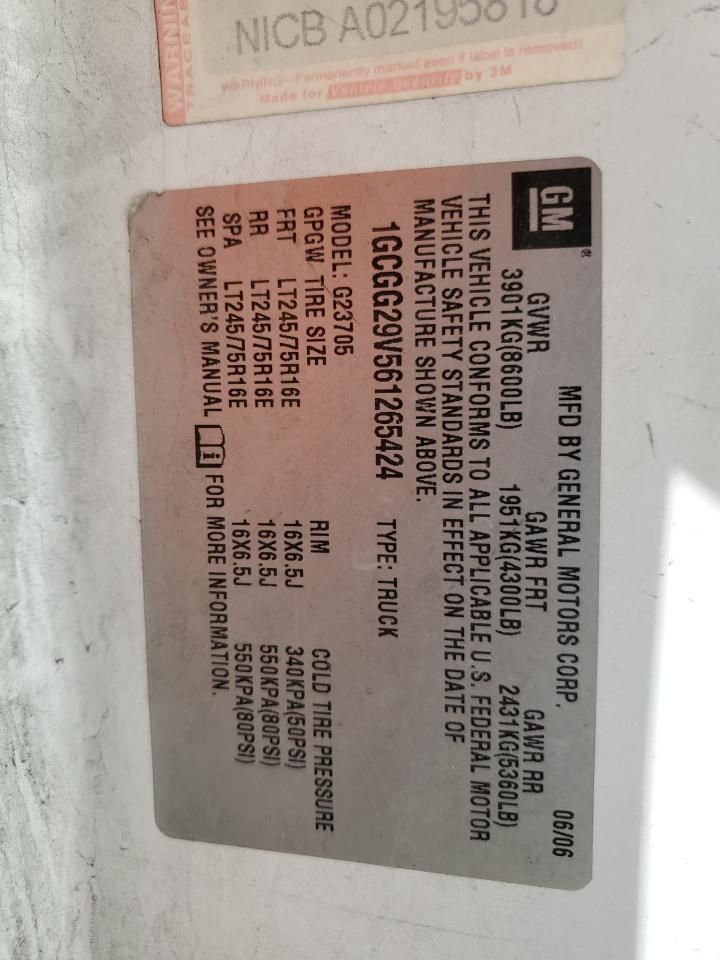 WARNIN
TRACEAB
NICB A02195818
WARNING--Permanently marked even if label is removed!
Made for Vehicle Security by 3M
GM®
MFD BY GENERAL MOTORS CORP. 06/06
GVWR GAWR FRT GAWR RR
3901KG(8600LB) 1951KG(4300LB) 2431KG(5360LB)
THIS VEHICLE CONFORMS TO ALL APPLICABLE U.S. FEDERAL MOTOR
VEHICLE SAFETY STANDARDS IN EFFECT ON THE DATE OF
MANUFACTURE SHOWN ABOVE.
1GCGG29V561265424 TYPE: TRUCK
MODEL: G23705
GPGW TIRE SIZE RIM COLD TIRE PRESSURE
FRT LT245/75R16E 16X6.5J 340KPA(50PSI)
RR LT245/75R16E 16X6.5J 550KPA(80PSI)
SPA LT245/75R16E 16X6.5J 550KPA(80PSI)
SEE OWNER'S MANUAL FOR MORE INFORMATION.